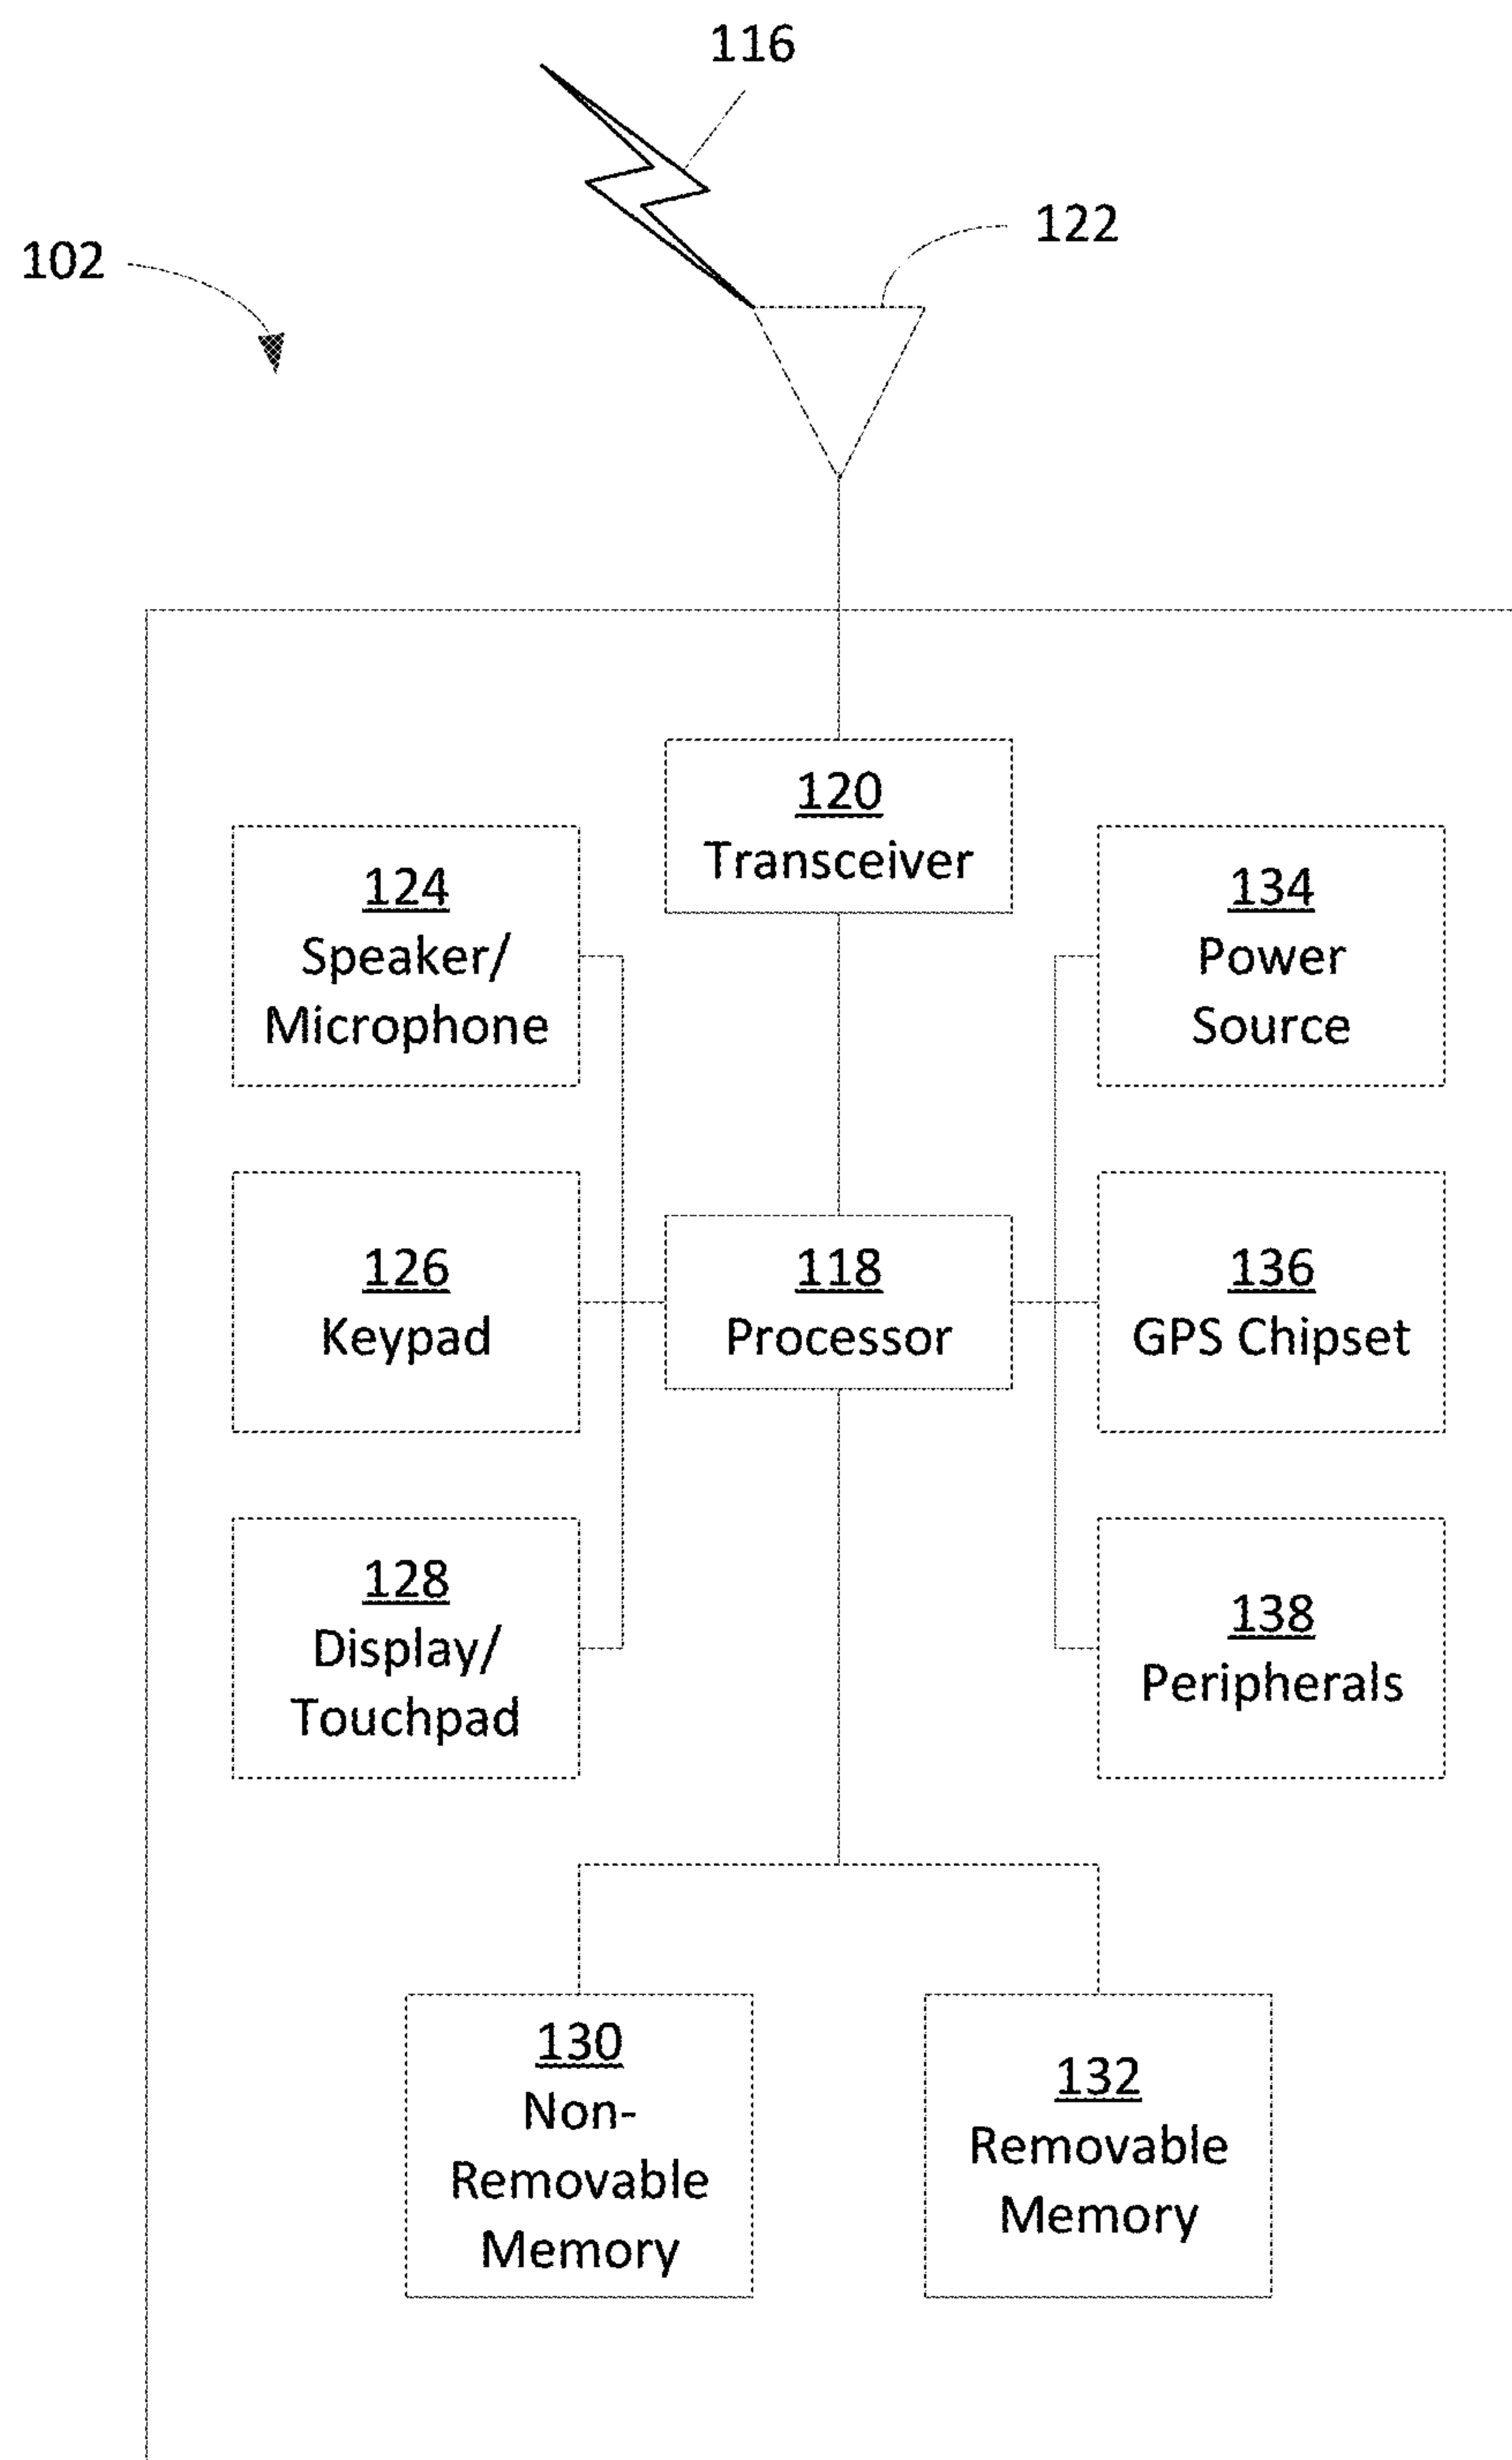 116
122
102
120
Transceiver
124
Speaker/
Microphone
134
Power
Source
126
Keypad
118
Processor
136
GPS Chipset
128
Display/
Touchpad
138
Peripherals
130
Non-
Removable
Memory
132
Removable
Memory